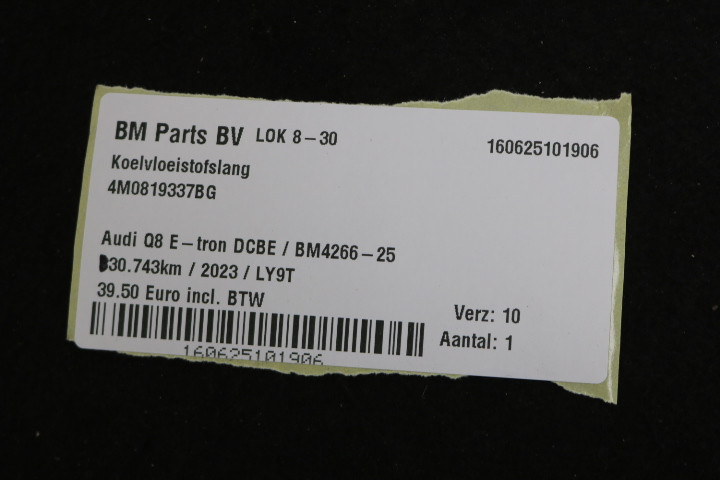 BM Parts BV LOK 8-30
160625101906
Koelvloeistofslang
4M0819337BG
Audi Q8 E-tron DCBE / BM4266-25
30.743km / 2023 / LY9T
39.50 Euro incl. BTW
Verz: 10
Aantal: 1
160625101906